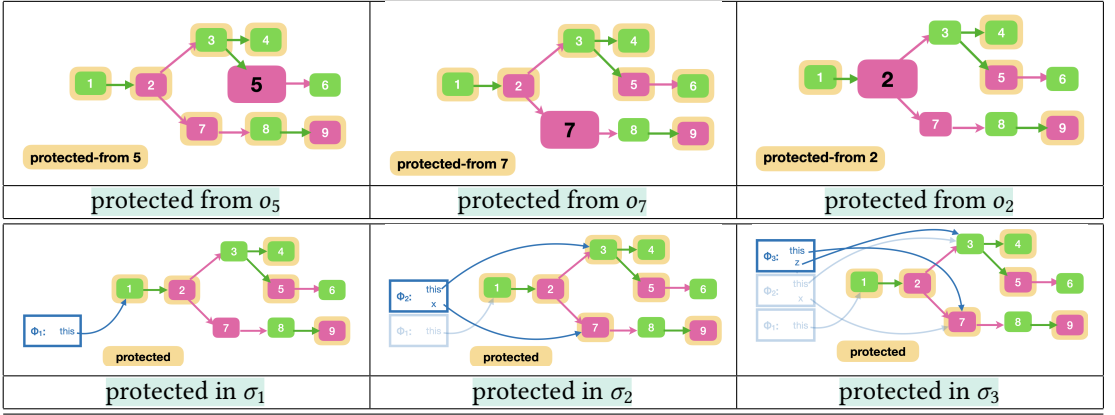 3 4
1 2 5 6
7 8 9
protected-from 5
protected from o5
3 4
1 2 5 6
7 8 9
protected-from 7
protected from o7
3 4
1 2 5 6
7 8 9
protected-from 2
protected from o2
3 4
1 2 5 6
Φ1: this 7 8 9
protected
protected in σ1
3 4
Φ2: this
x
1 2 5 6
Φ1: this 7 8 9
protected
protected in σ2
Φ3: this
z
3 4
Φ2: this
x
1 2 5 6
Φ1: this 7 8 9
protected
protected in σ3